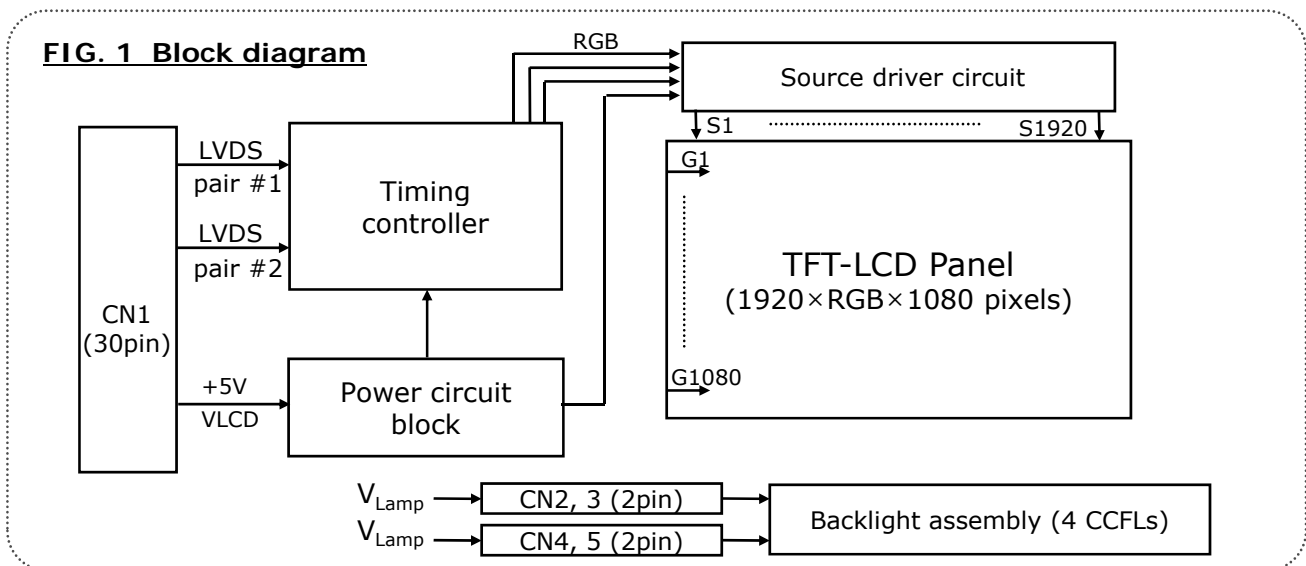 FIG. 1 Block diagram
RGB
Source driver circuit
S1
S1920
CN1
(30pin)
LVDS
pair #1
LVDS
pair #2
Timing
controller
G1
G1080
TFT-LCD Panel
(1920×RGB×1080 pixels)
+5V
VLCD
Power circuit
block
VLamp
CN2, 3 (2pin)
VLamp
CN4, 5 (2pin)
Backlight assembly (4 CCFLs)